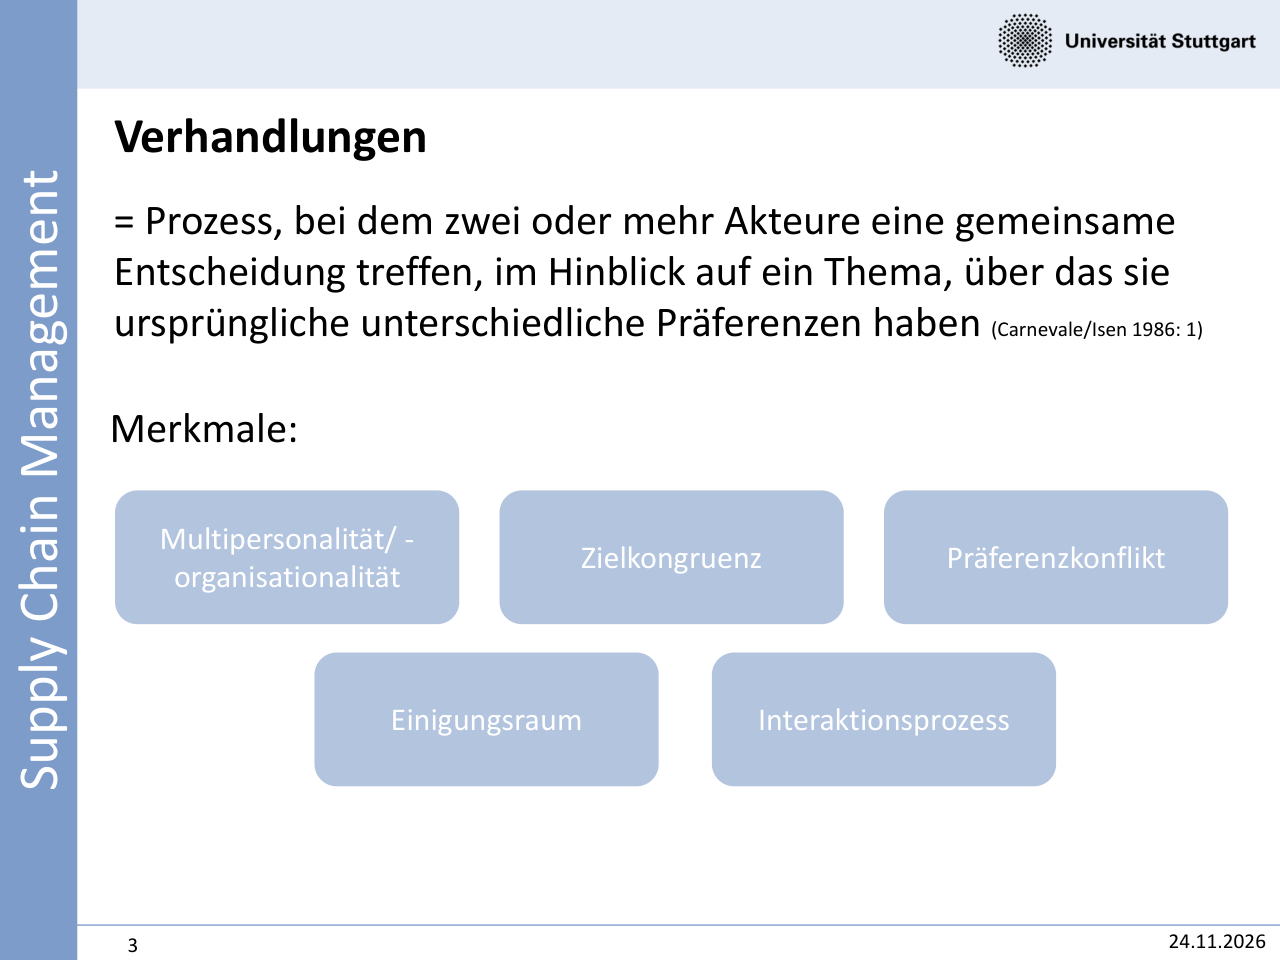 Universität Stuttgart
Supply Chain Management
Verhandlungen
= Prozess, bei dem zwei oder mehr Akteure eine gemeinsame
Entscheidung treffen, im Hinblick auf ein Thema, über das sie
ursprüngliche unterschiedliche Präferenzen haben (Carnevale/Isen 1986: 1)
Merkmale:
Multipersonalität/ -
organisationalität
Zielkongruenz
Präferenzkonflikt
Einigungsraum
Interaktionsprozess
3
24.11.2026